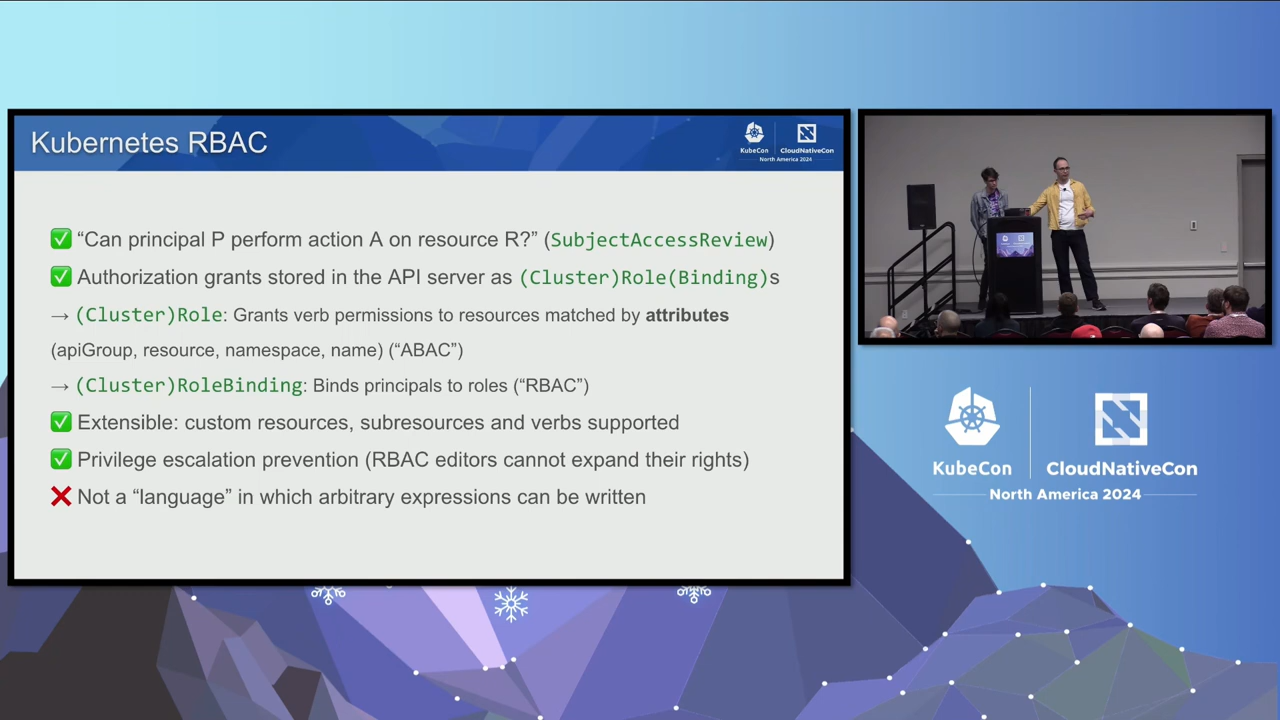 Kubernetes RBAC
KubeCon
CloudNativeCon
North America 2024
✅ “Can principal P perform action A on resource R?” (SubjectAccessReview)
✅ Authorization grants stored in the API server as (Cluster)Role(Binding)s
→ (Cluster)Role: Grants verb permissions to resources matched by attributes
(apiGroup, resource, namespace, name) (“ABAC”)
→ (Cluster)RoleBinding: Binds principals to roles (“RBAC”)
✅ Extensible: custom resources, subresources and verbs supported
✅ Privilege escalation prevention (RBAC editors cannot expand their rights)
❌ Not a “language” in which arbitrary expressions can be written
KubeCon
CloudNativeCon
North America 2024